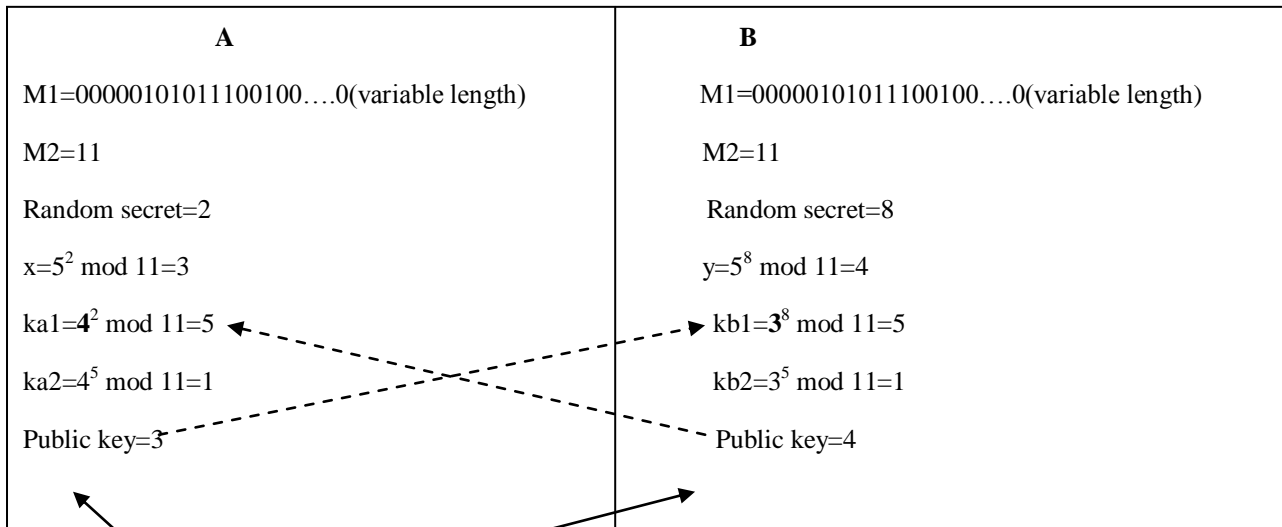 A
M1=00000101011100100….0(variable length)
M2=11
Random secret=2
x=5² mod 11=3
ka1=4² mod 11=5
ka2=4⁵ mod 11=1
Public key=3
B
M1=00000101011100100….0(variable length)
M2=11
Random secret=8
y=5⁸ mod 11=4
kb1=3⁸ mod 11=5
kb2=3⁵ mod 11=1
Public key=4